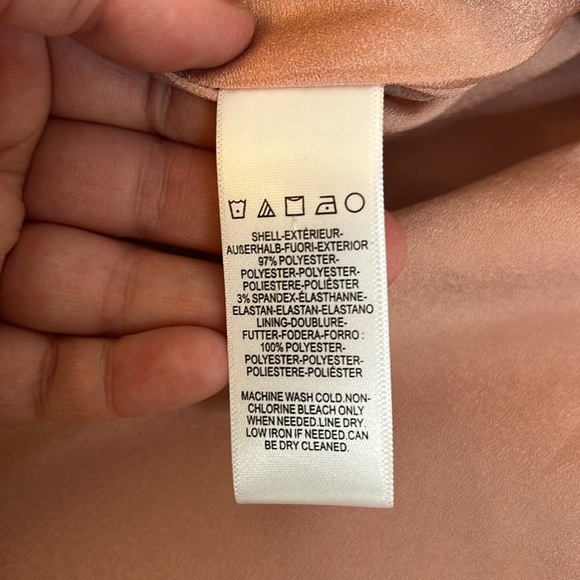 SHELL-EXTÉRIEUR-
AUßERHALB-FUORI-EXTERIOR
97% POLYESTER-
POLYESTER-POLYESTER-
POLIESTERE-POLIÉSTER
3% SPANDEX-ÉLASTHANNE-
ELASTAN-ELASTAN-ELASTANO
LINING-DOUBLURE-
FUTTER-FODERA-FORRO :
100% POLYESTER-
POLYESTER-POLYESTER-
POLIESTERE-POLIÉSTER
MACHINE WASH COLD.NON-
CHLORINE BLEACH ONLY
WHEN NEEDED.LINE DRY.
LOW IRON IF NEEDED.CAN
BE DRY CLEANED.